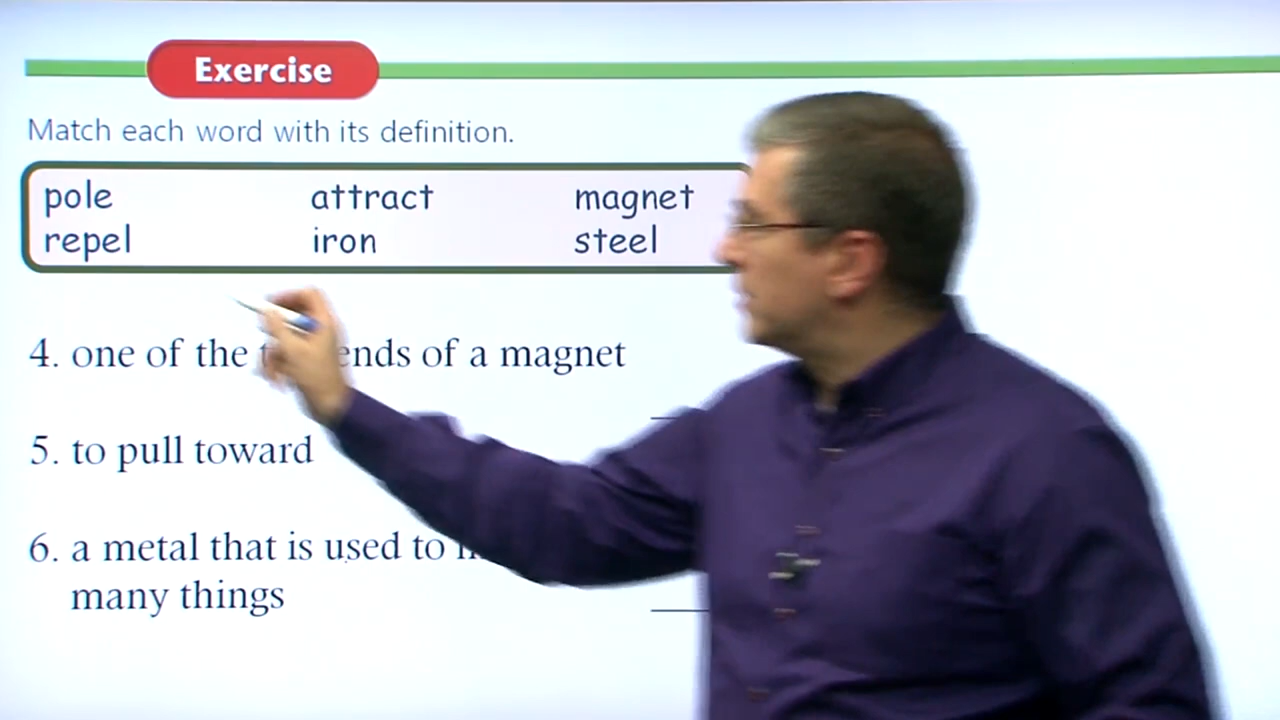 Exercise
Match each word with its definition.
pole attract magnet
repel iron steel
4. one of the ends of a magnet
5. to pull toward
6. a metal that is used to
many things